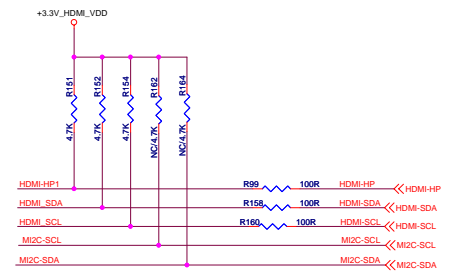 +3.3V_HDMI_VDD
R151 R152 R154 R162 R164
4.7K 4.7K 4.7K NC/4.7K NC/4.7K
HDMI-HP1 R99 100R HDMI-HP HDMI-HP
HDMI_SDA R158 100R HDMI-SDA HDMI-SDA
HDMI_SCL R160 100R HDMI-SCL HDMI-SCL
MI2C-SCL MI2C-SCL MI2C-SCL
MI2C-SDA MI2C-SDA MI2C-SDA